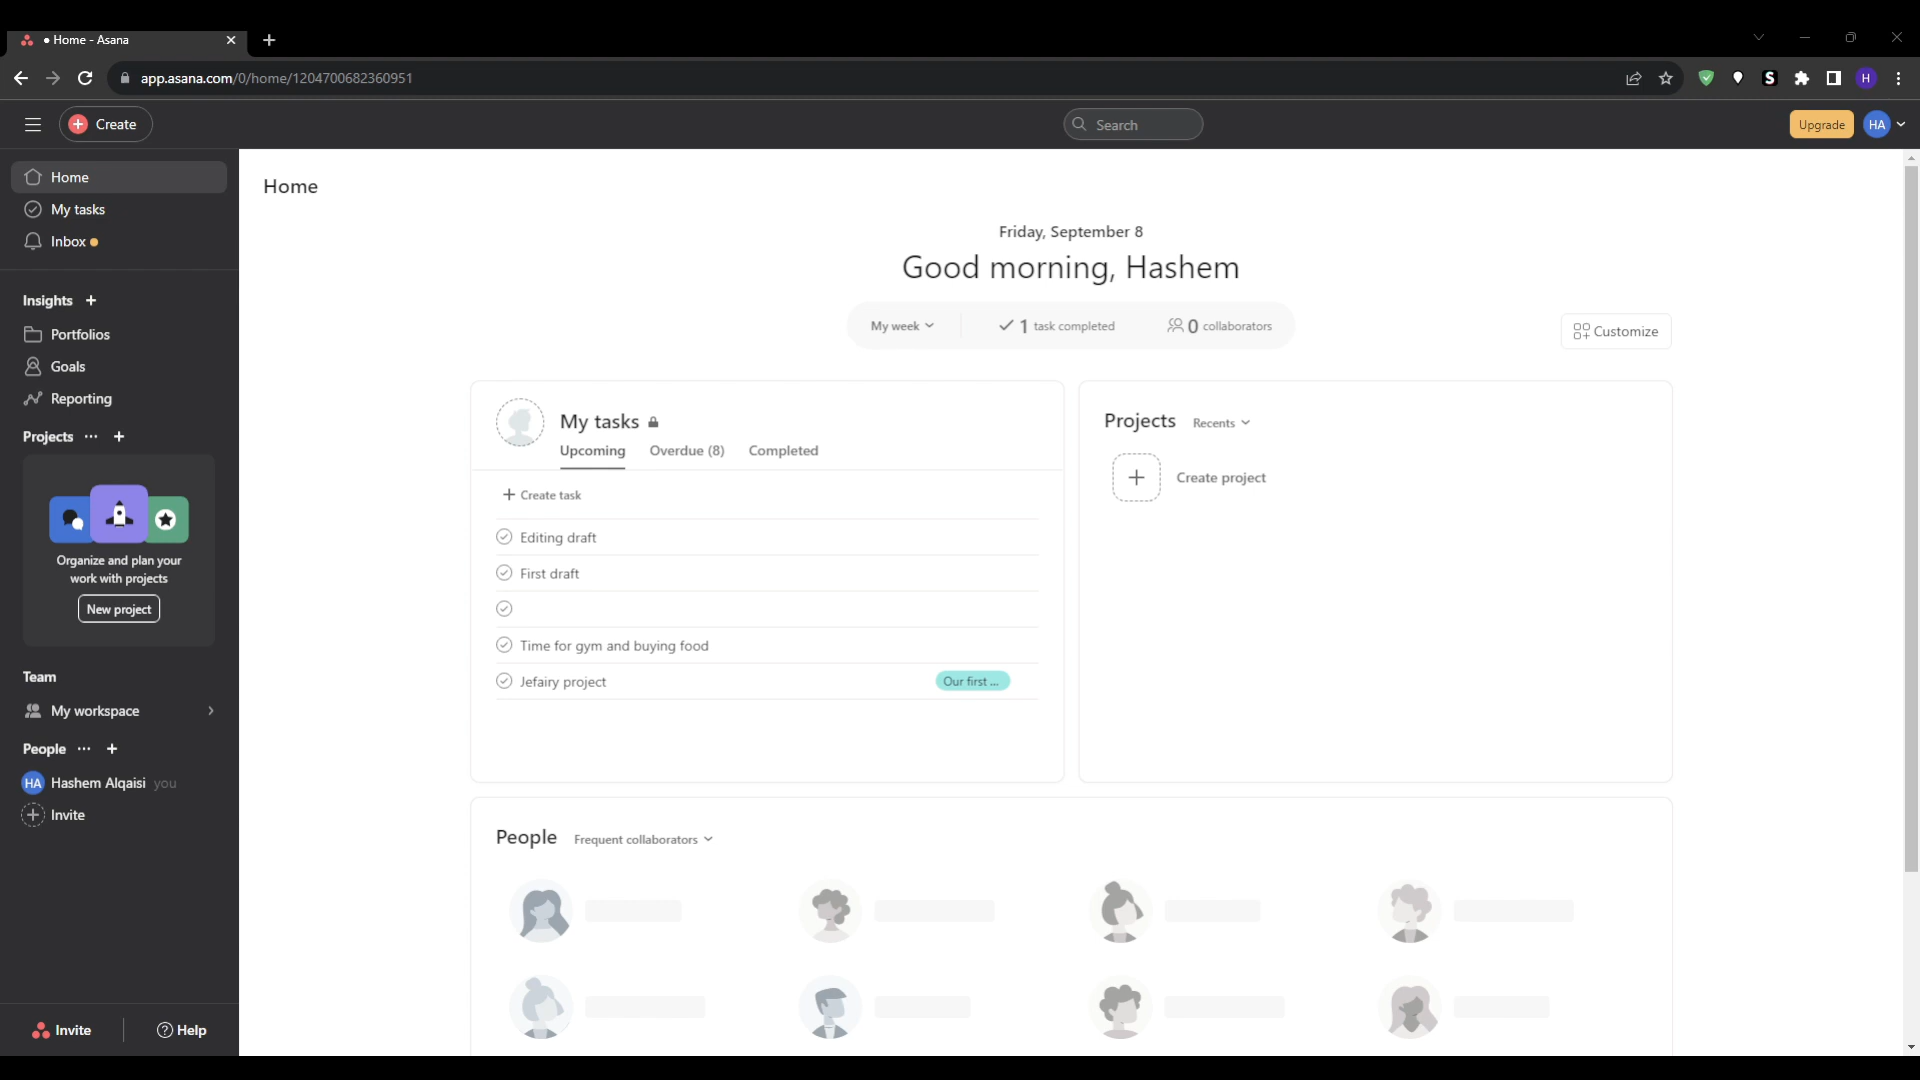 • Home - Asana
app.asana.com/0/home/1204700682360951
S
H
Create
Search
Upgrade
HA
Home
My tasks
Inbox
Insights +
Portfolios
Goals
Reporting
Projects ... +
Organize and plan your
work with projects
New project
Team
My workspace
People ... +
HA Hashem Alqaisi you
Invite
Invite
Help
Home
Friday, September 8
Good morning, Hashem
My week
1 task completed
0 collaborators
Customize
My tasks
Upcoming Overdue (8) Completed
+ Create task
Editing draft
First draft
Time for gym and buying food
Jefairy project Our first ...
Projects Recents
+ Create project
People Frequent collaborators